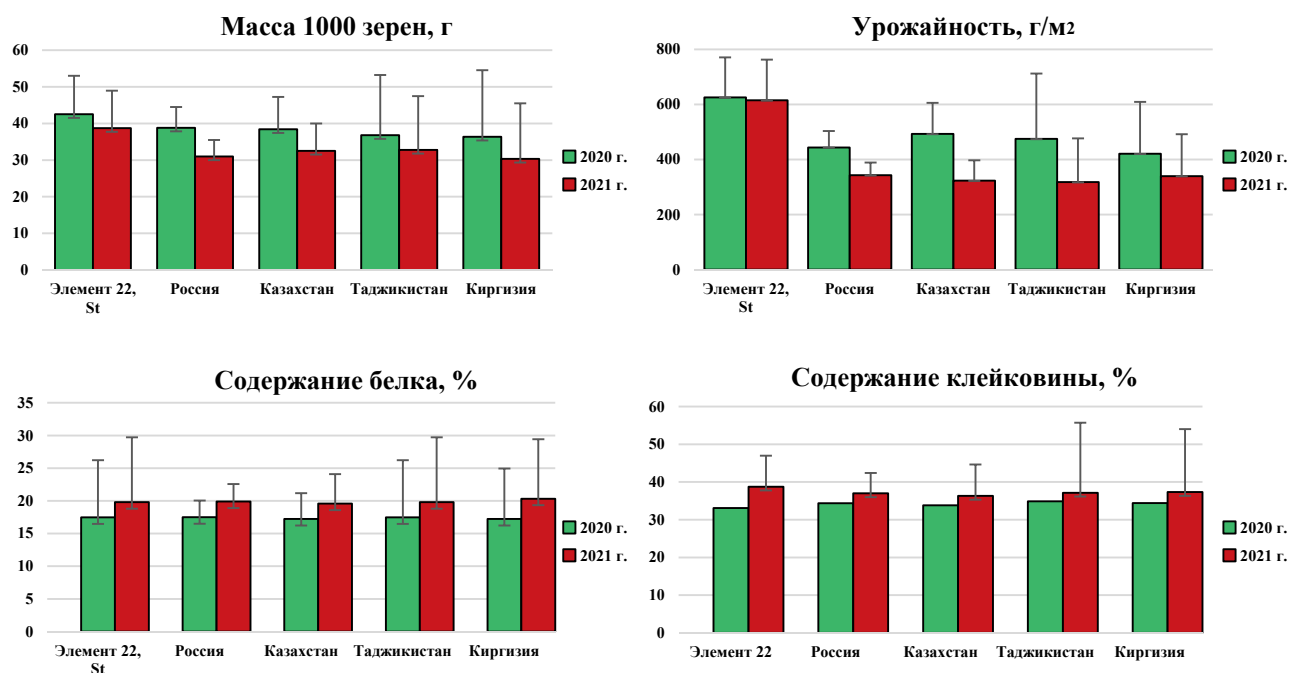 Масса 1000 зерен, г
60
50
40
30
20
10
0
Элемент 22, St
Россия
Казахстан
Таджикистан
Киргизия
2020 г.
2021 г.
Урожайность, г/м2
800
600
400
200
0
Элемент 22, St
Россия
Казахстан
Таджикистан
Киргизия
2020 г.
2021 г.
Содержание белка, %
35
30
25
20
15
10
5
0
Элемент 22, St
Россия
Казахстан
Таджикистан
Киргизия
2020 г.
2021 г.
Содержание клейковины, %
60
50
40
30
20
10
0
Элемент 22
Россия
Казахстан
Таджикистан
Киргизия
2020 г.
2021 г.